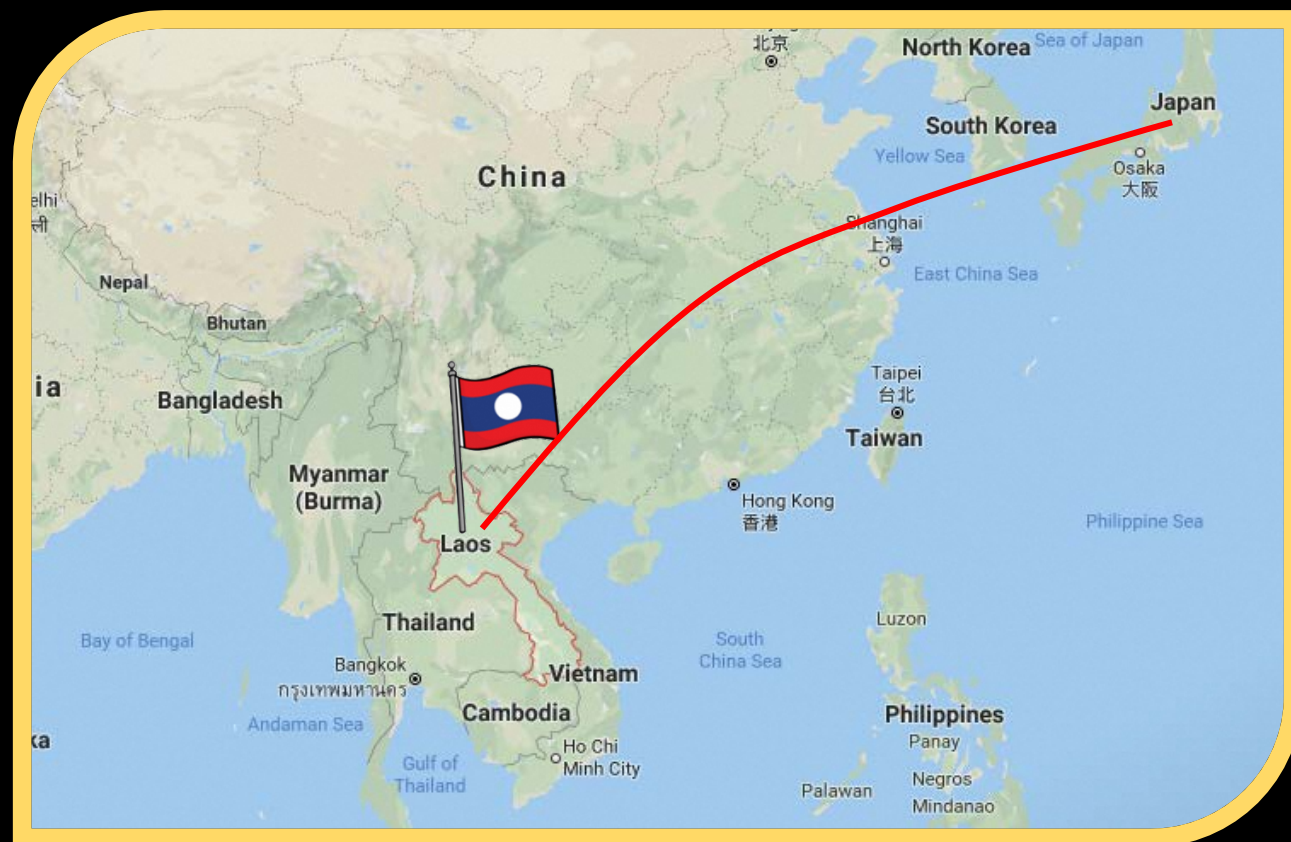 北京
North Korea
Sea of Japan
Japan
South Korea
Yellow Sea
Osaka
大阪
China
elhi
ली
Shanghai
上海
East China Sea
Nepal
Bhutan
ia
Bangladesh
Taipei
台北
Taiwan
Myanmar
(Burma)
Hong Kong
香港
Philippine Sea
Laos
Thailand
Luzon
Bay of Bengal
South
China Sea
Bangkok
กรุงเทพมหานคร
Vietnam
Andaman Sea
Cambodia
Philippines
ka
Ho Chi
Minh City
Panay
Gulf of
Thailand
Palawan
Negros
Mindanao